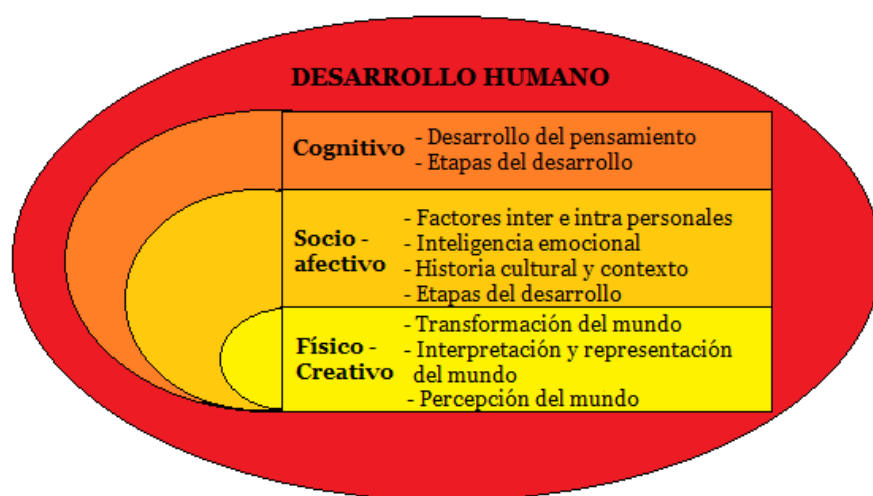 DESARROLLO HUMANO
Cognitivo
- Desarrollo del pensamiento
- Etapas del desarrollo
Socio -
afectivo
- Factores inter e intra personales
- Inteligencia emocional
- Historia cultural y contexto
- Etapas del desarrollo
Físico -
Creativo
- Transformación del mundo
- Interpretación y representación
del mundo
- Percepción del mundo